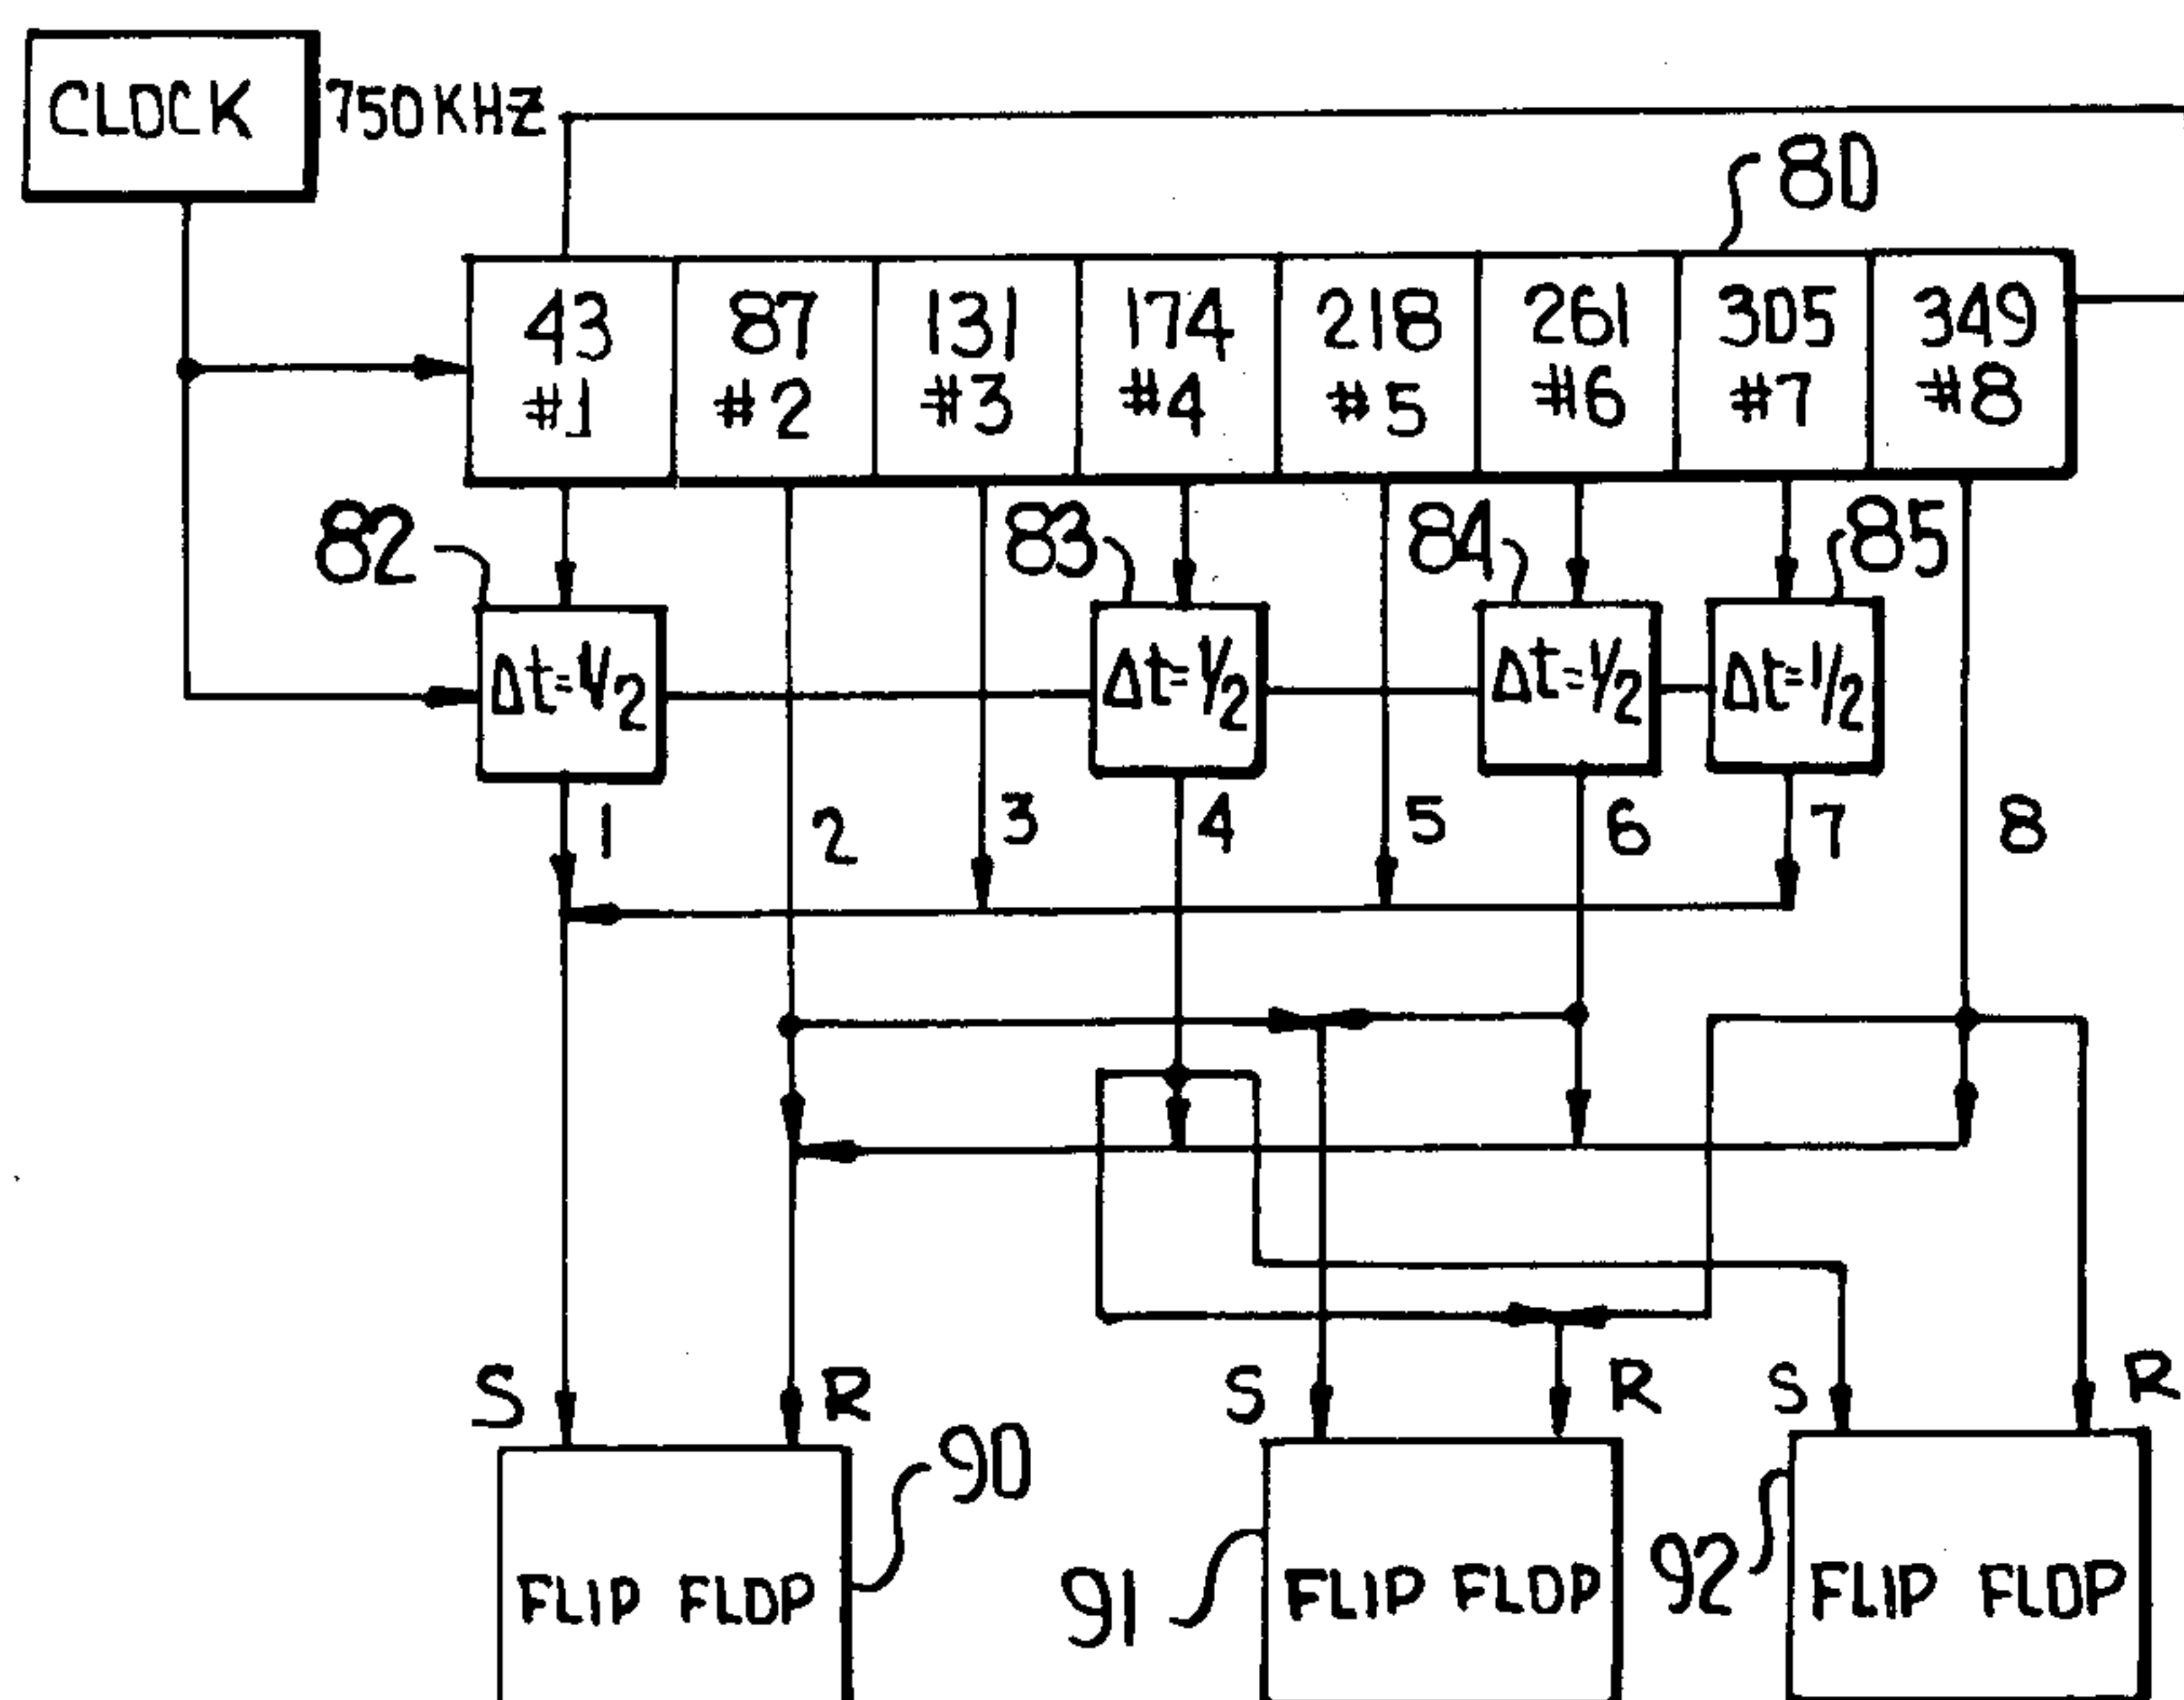 CLOCK
750KHZ
80
43
#1
87
#2
131
#3
174
#4
218
#5
261
#6
305
#7
349
#8
82
83
84
85
Δt=1/2
Δt=1/2
Δt=1/2
Δt=1/2
1
2
3
4
5
6
7
8
S
R
S
R
S
R
90
91
92
FLIP FLOP
FLIP FLOP
FLIP FLOP